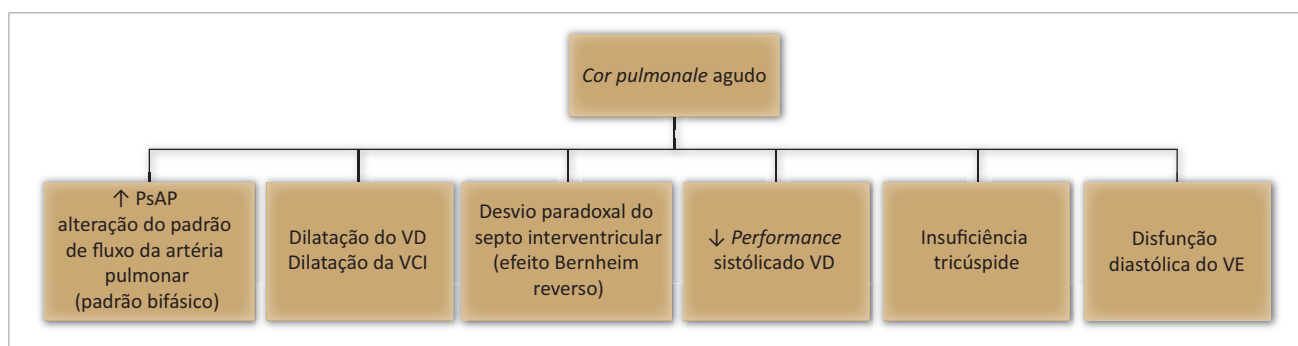 Cor pulmonale agudo
↑ PsAP
alteração do padrão
de fluxo da artéria
pulmonar
(padrão bifásico)
Dilatação do VD
Dilatação da VCI
Desvio paradoxal do
septo interventricular
(efeito Bernheim
reverso)
↓ Performance
sistólicado VD
Insuficiência
tricúspide
Disfunção
diastólica do VE